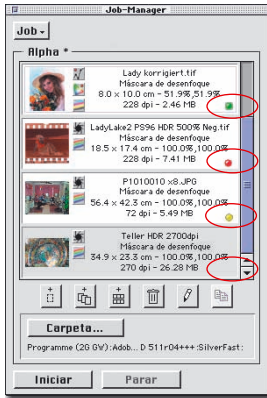 Job-Manager
Job
Alpha *
Lady korrigiert.tif
Máscara de desenfoque
8.0 x 10.0 cm - 51.9%,51.9%
228 dpi - 2.46 MB
LadyLake2 PS96 HDR 500% Neg.tif
Máscara de desenfoque
18.5 x 17.4 cm - 100.0%,100.0%
228 dpi - 7.41 MB
P1010010 x8.JPG
Máscara de desenfoque
56.4 x 42.3 cm - 100.0%,100.0%
72 dpi - 5.49 MB
Teller HDR 2700dpi
Máscara de desenfoque
34.9 x 23.3 cm - 100.0%,100.0%
270 dpi - 26.28 MB
Carpeta...
Programme (2G GW):Adob... D 511r04+++:SilverFast:
Iniciar
Parar